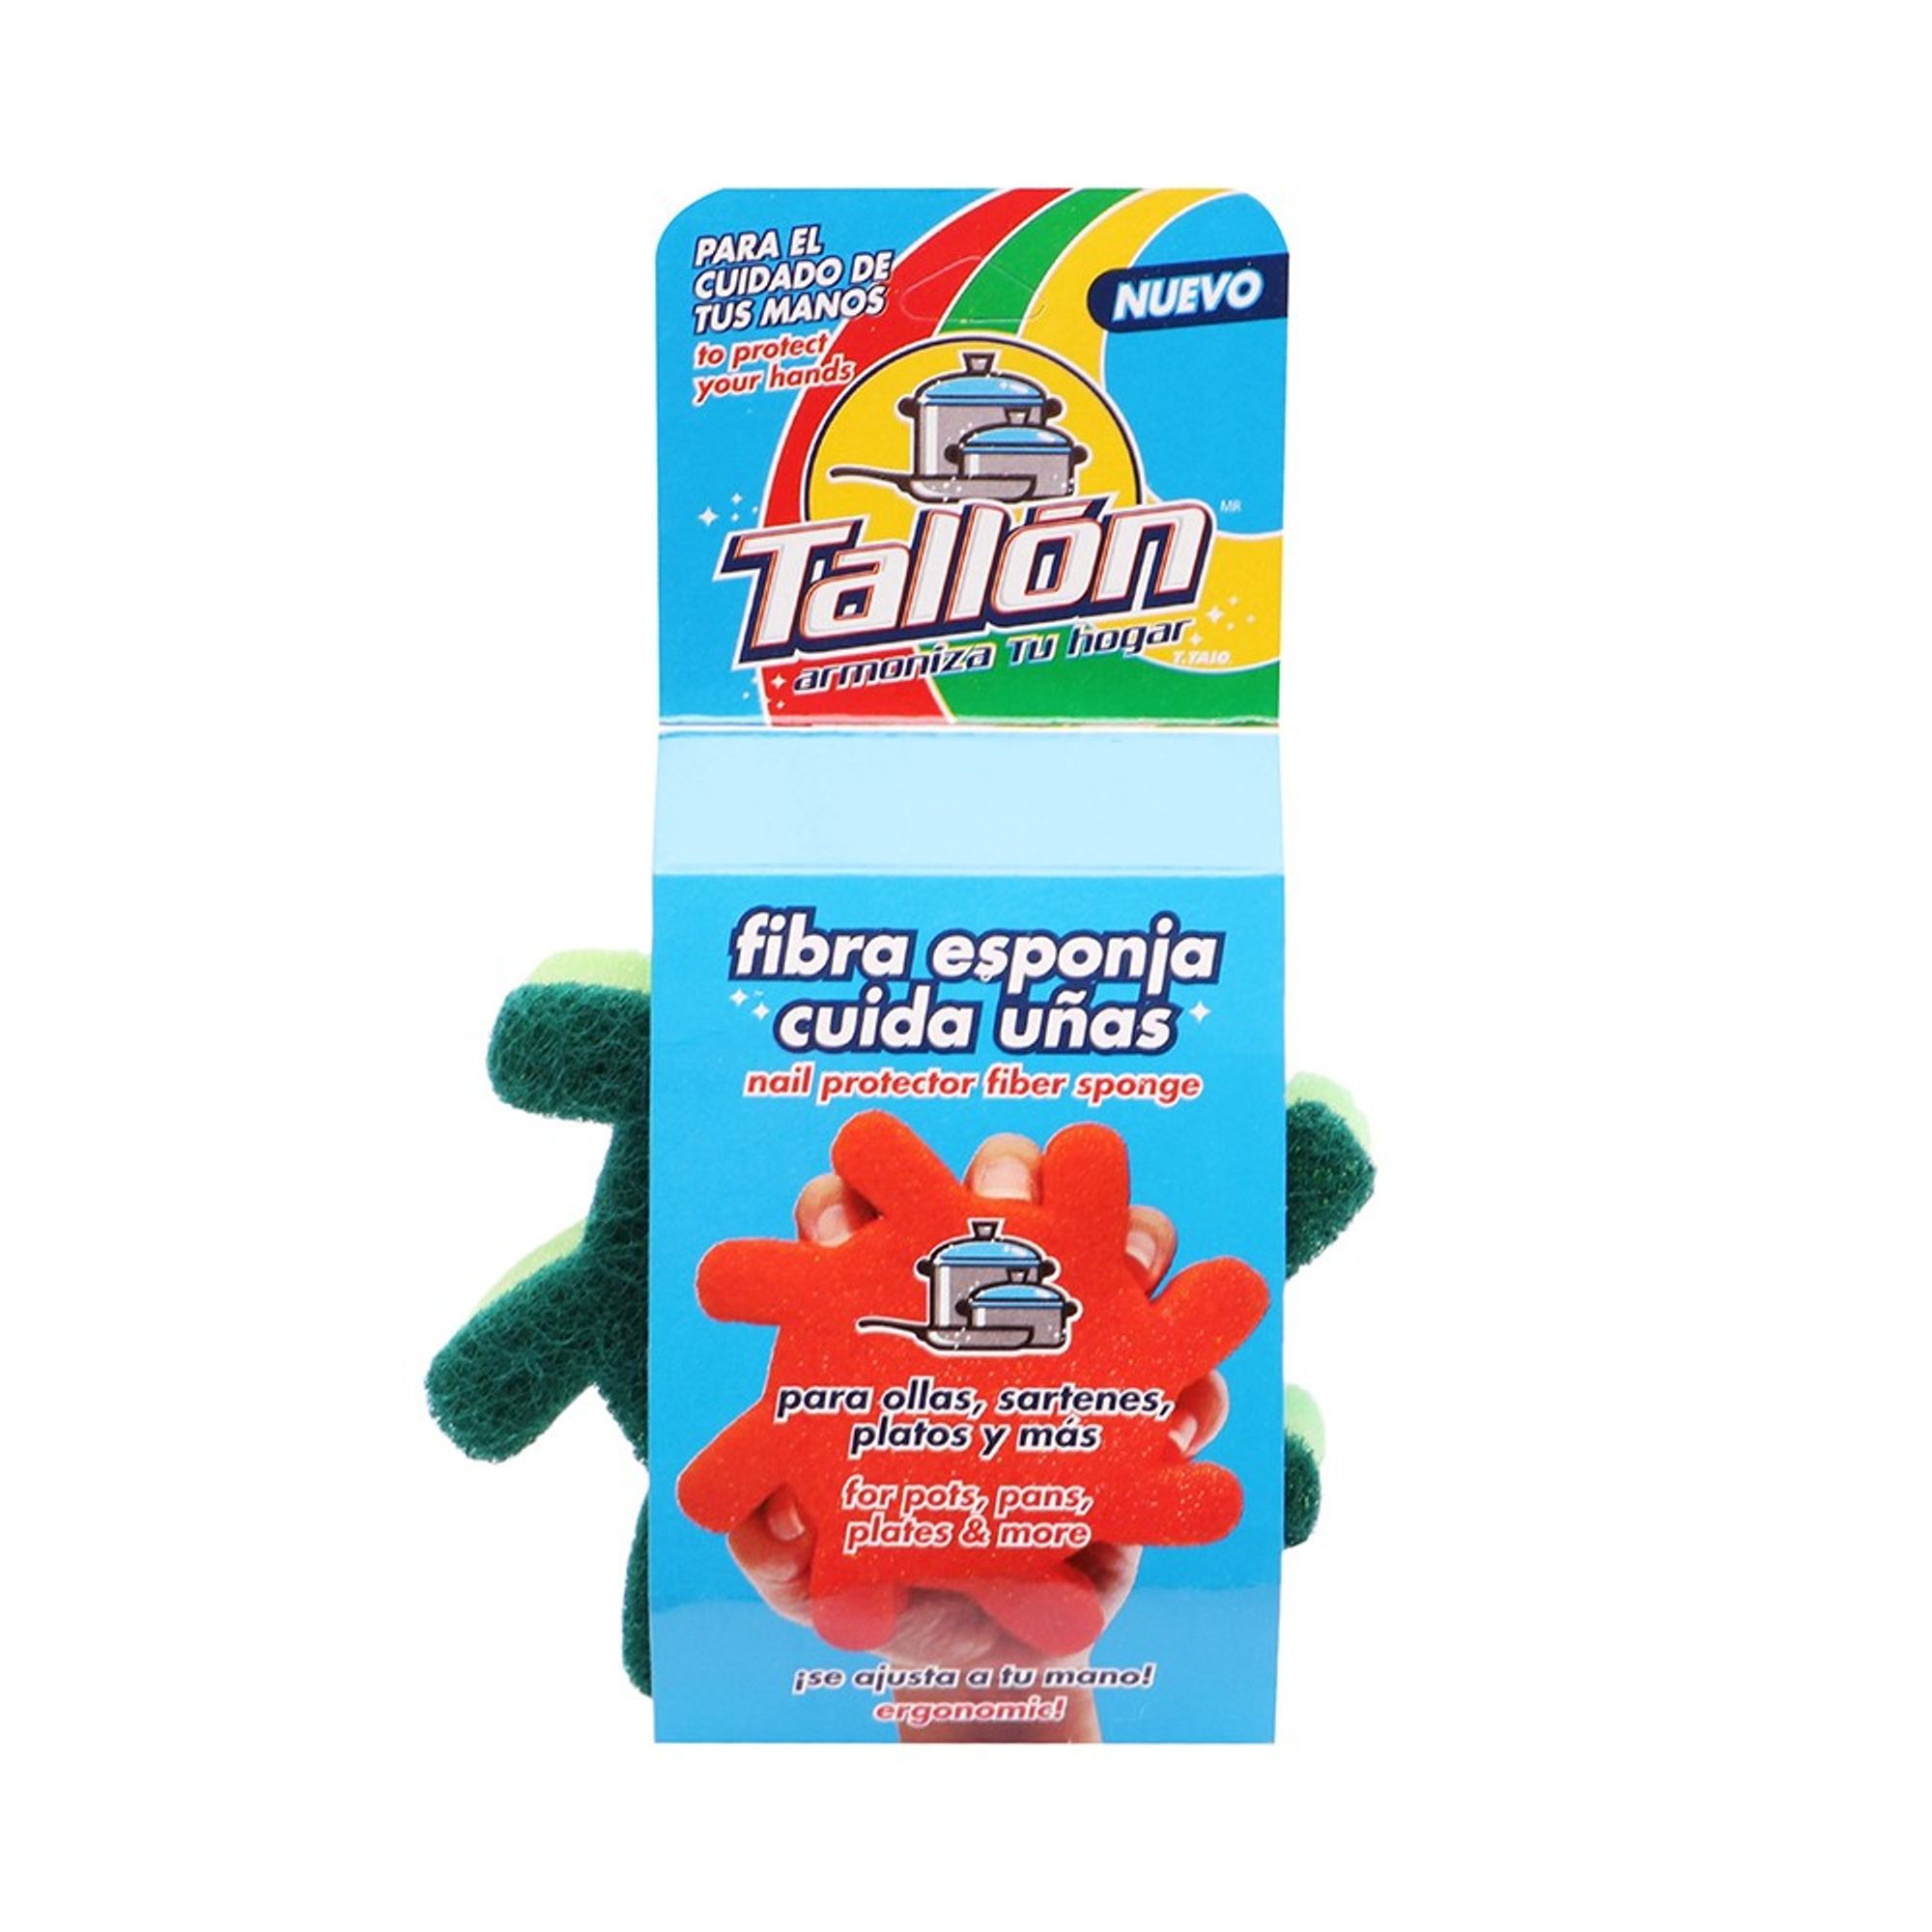 PARA EL
CUIDADO DE
TUS MANOS
to protect
your hands
NUEVO
Tallón
MR
armoniza Tu hogar
T.TAIO
fibra esponja
cuida uñas
nail protector fiber sponge
para ollas, sartenes,
platos y más
for pots, pans,
plates & more
¡se ajusta a tu mano!
ergonomic!